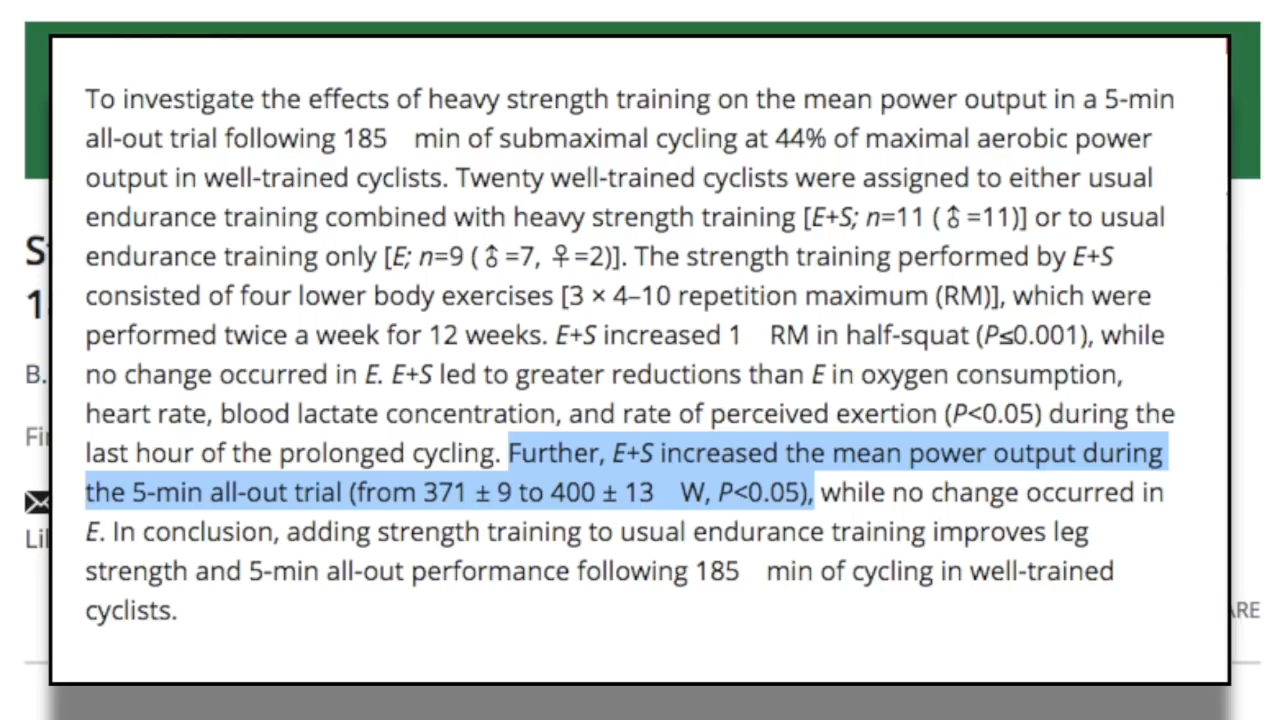 To investigate the effects of heavy strength training on the mean power output in a 5-min
all-out trial following 185 min of submaximal cycling at 44% of maximal aerobic power
output in well-trained cyclists. Twenty well-trained cyclists were assigned to either usual
endurance training combined with heavy strength training [E+S; n=11 (♂=11)] or to usual
endurance training only [E; n=9 (♂=7, ♀=2)]. The strength training performed by E+S
consisted of four lower body exercises [3 × 4–10 repetition maximum (RM)], which were
performed twice a week for 12 weeks. E+S increased 1 RM in half-squat (P≤0.001), while
no change occurred in E. E+S led to greater reductions than E in oxygen consumption,
heart rate, blood lactate concentration, and rate of perceived exertion (P<0.05) during the
last hour of the prolonged cycling. Further, E+S increased the mean power output during
the 5-min all-out trial (from 371 ± 9 to 400 ± 13 W, P<0.05), while no change occurred in
E. In conclusion, adding strength training to usual endurance training improves leg
strength and 5-min all-out performance following 185 min of cycling in well-trained
cyclists.
B.